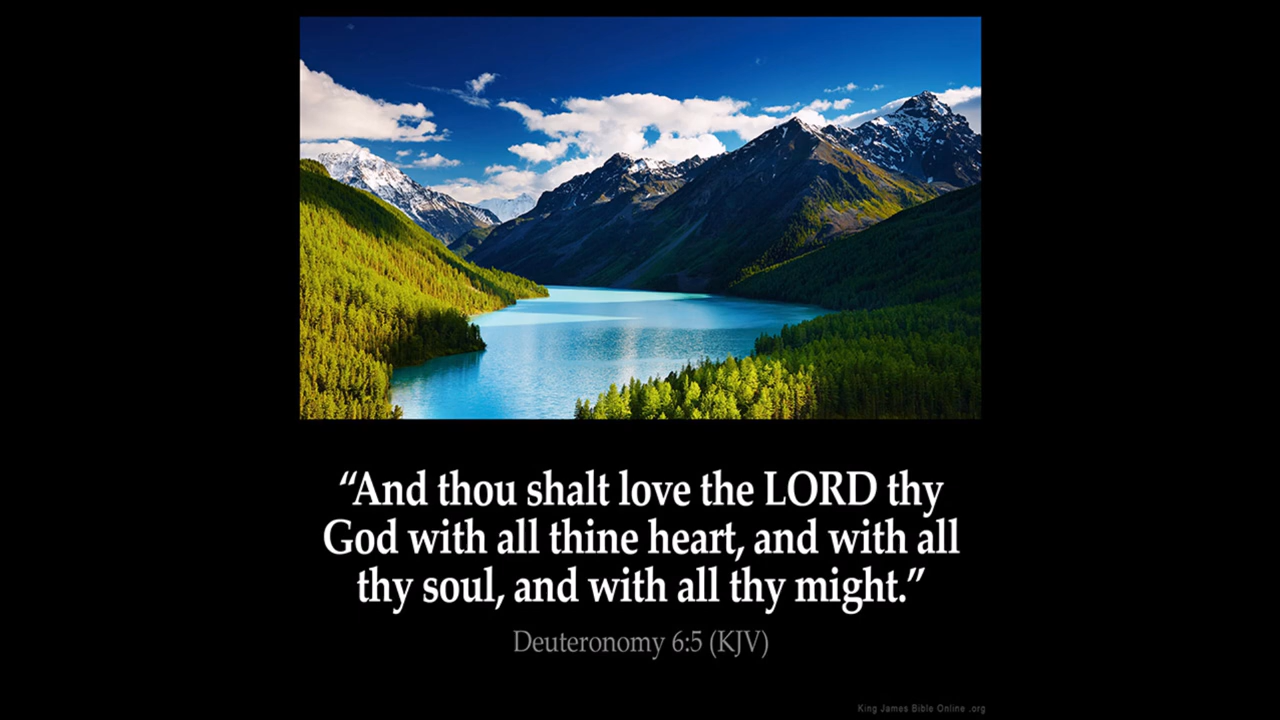 “And thou shalt love the LORD thy
God with all thine heart, and with all
thy soul, and with all thy might.”
Deuteronomy 6:5 (KJV)
King James Bible Online .org